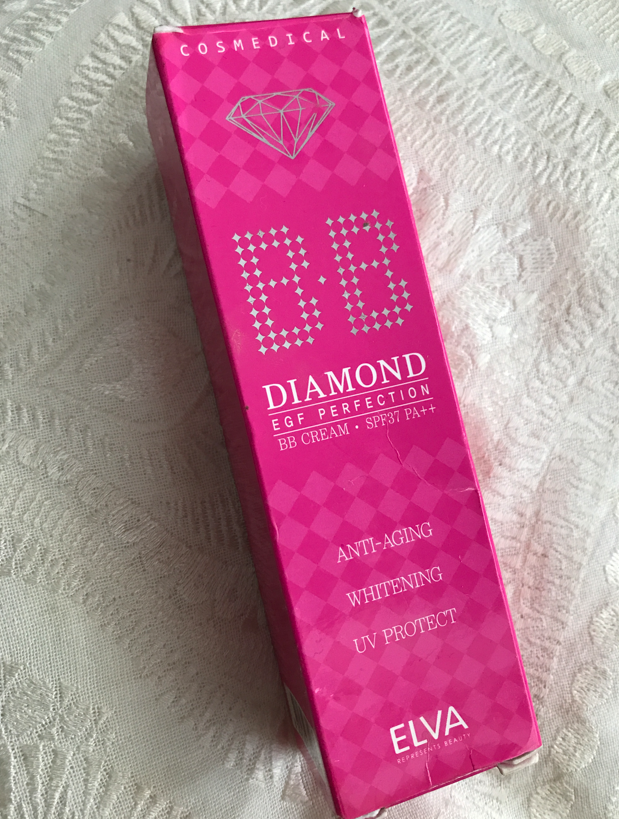 COSMEDICAL
BB
DIAMOND
EGF PERFECTION
BB CREAM • SPF37 PA++
ANTI-AGING
WHITENING
UV PROTECT
ELVA
REPRESENTS BEAUTY